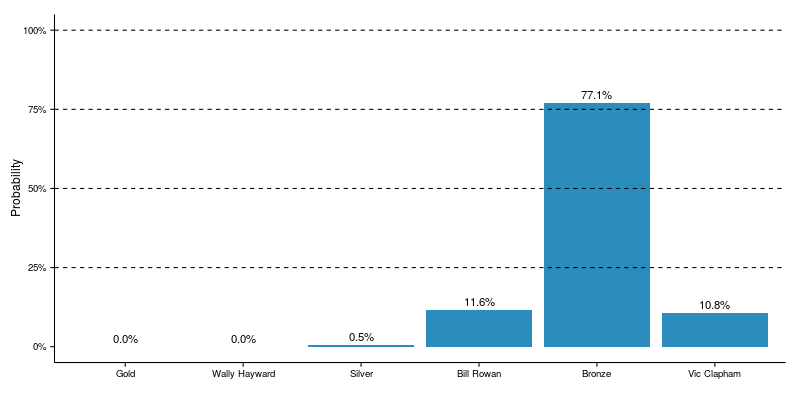 Probability
100%
75%
50%
25%
0%
0.0%
0.0%
0.5%
11.6%
77.1%
10.8%
Gold
Wally Hayward
Silver
Bill Rowan
Bronze
Vic Clapham